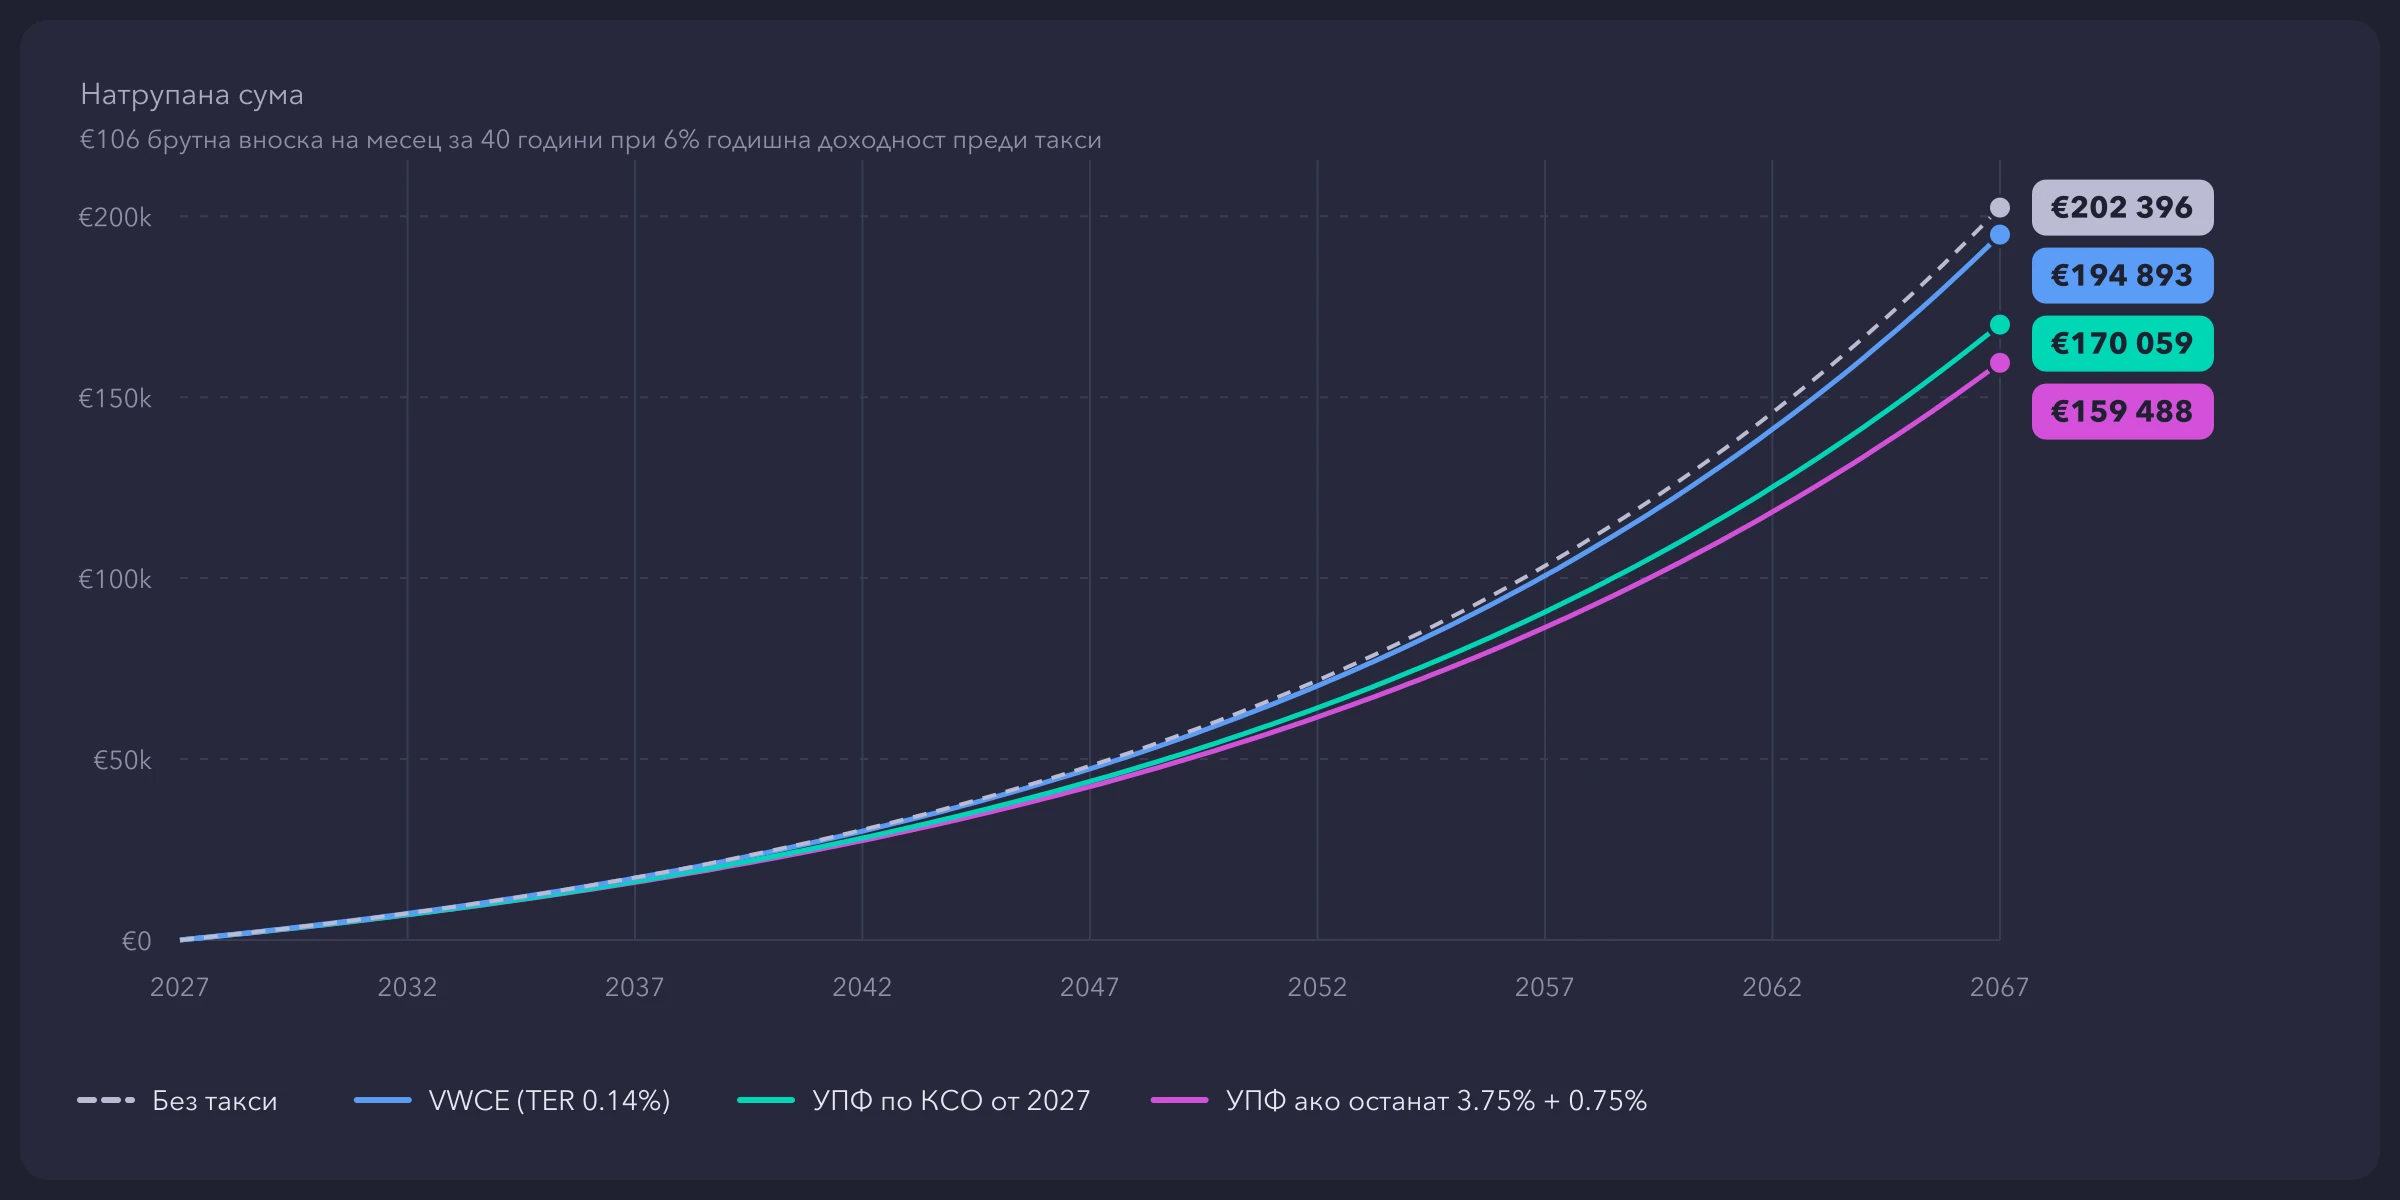 Натрупана сума
€106 брутна вноска на месец за 40 години при 6% годишна доходност преди такси
€200k
€150k
€100k
€50k
€0
€202 396
€194 893
€170 059
€159 488
2027 2032 2037 2042 2047 2052 2057 2062 2067
Без такси VWCE (TER 0.14%) УПФ по КСО от 2027 УПФ ако останат 3.75% + 0.75%